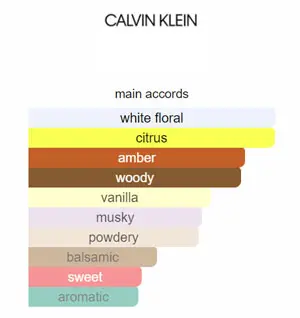 CALVIN KLEIN
main accords
white floral
citrus
amber
woody
vanilla
musky
powdery
balsamic
sweet
aromatic